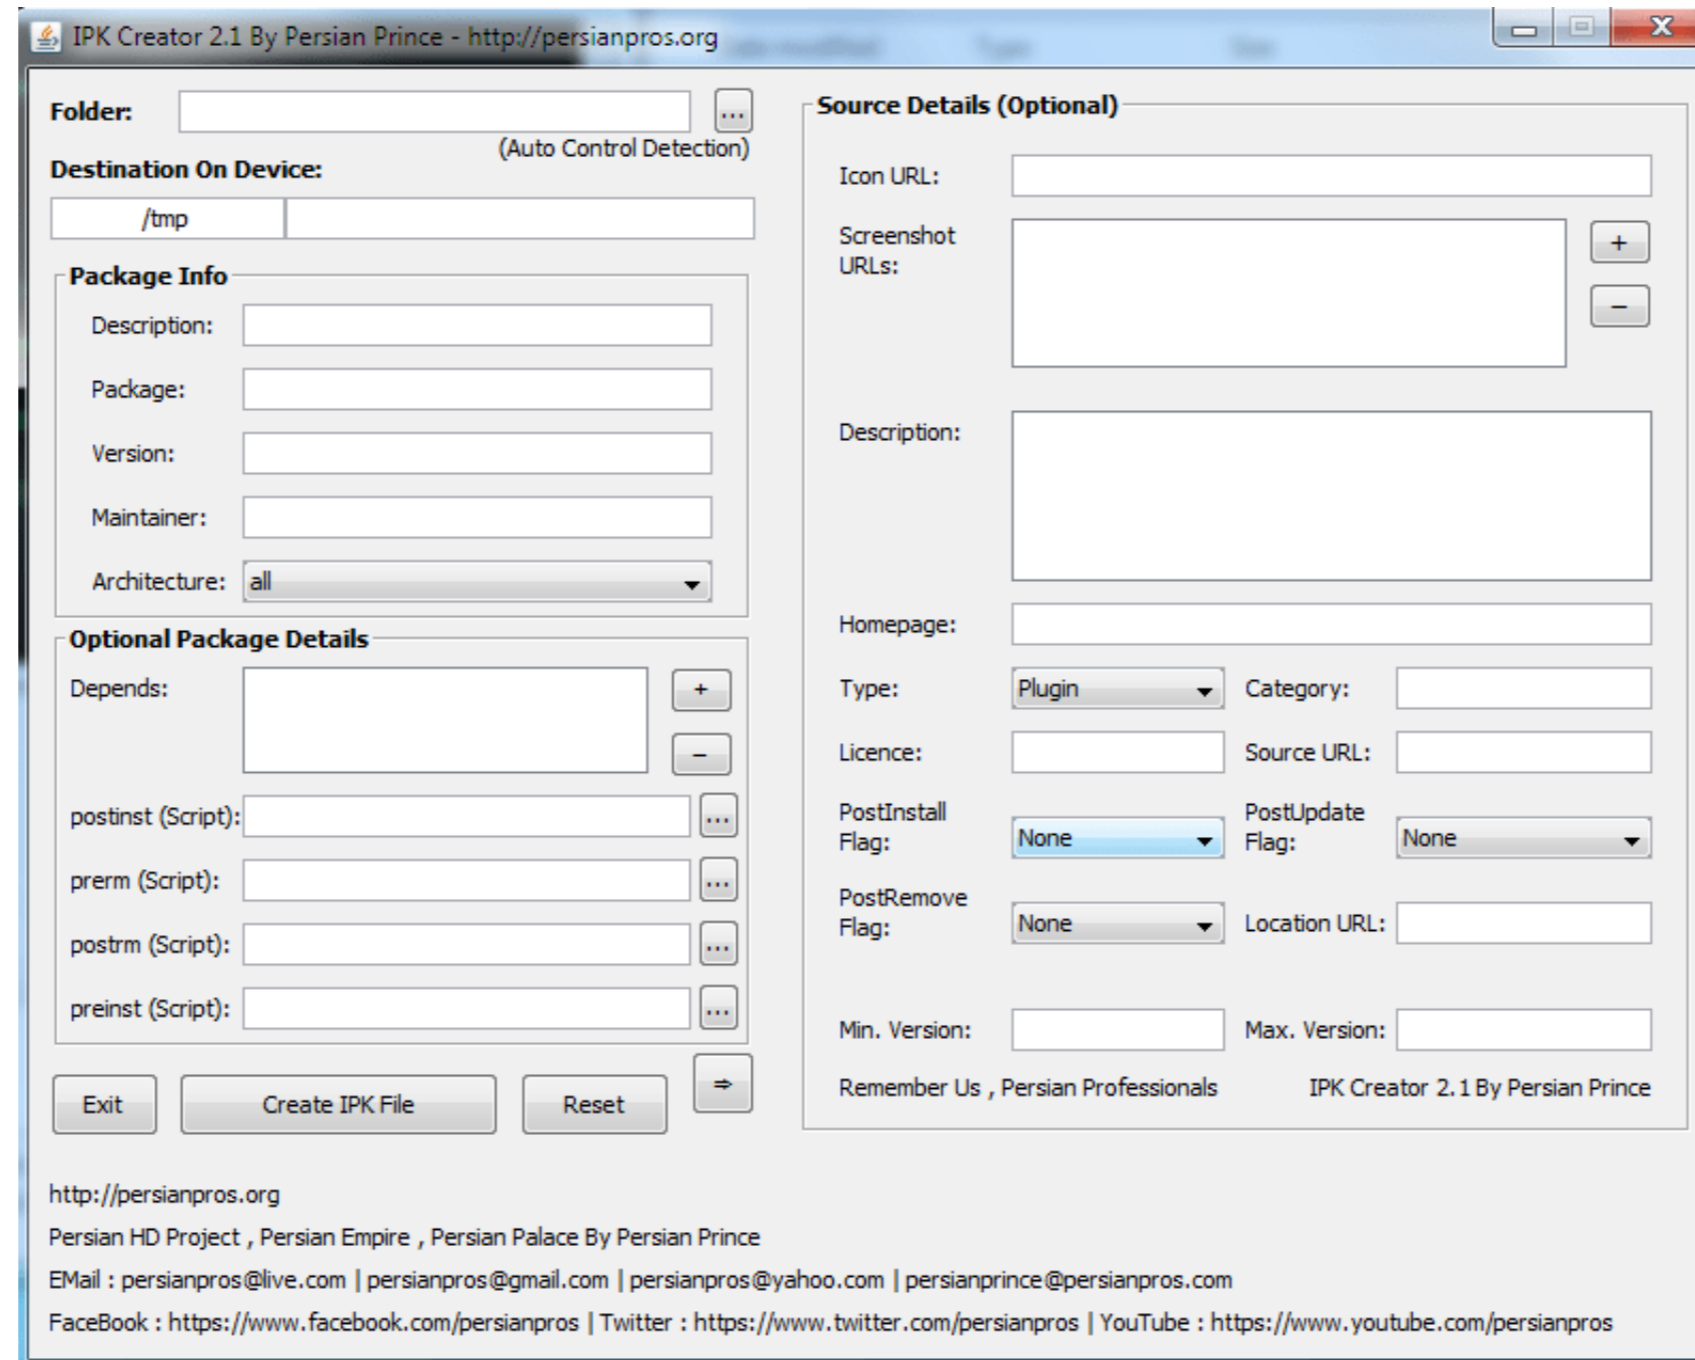 IPK Creator 2.1 By Persian Prince - http://persianpros.org
Folder:
...
(Auto Control Detection)
Destination On Device:
/tmp
Package Info
Description:
Package:
Version:
Maintainer:
Architecture: all
Optional Package Details
Depends:
+
−
postinst (Script): ...
prerm (Script): ...
postrm (Script): ...
preinst (Script): ...
Exit Create IPK File Reset ⇒
Source Details (Optional)
Icon URL:
Screenshot
URLs:
+
−
Description:
Homepage:
Type: Plugin Category:
Licence: Source URL:
PostInstall
Flag: None
PostUpdate
Flag: None
PostRemove
Flag: None Location URL:
Min. Version: Max. Version:
Remember Us , Persian Professionals IPK Creator 2.1 By Persian Prince
http://persianpros.org
Persian HD Project , Persian Empire , Persian Palace By Persian Prince
EMail : persianpros@live.com | persianpros@gmail.com | persianpros@yahoo.com | persianprince@persianpros.com
FaceBook : https://www.facebook.com/persianpros | Twitter : https://www.twitter.com/persianpros | YouTube : https://www.youtube.com/persianpros